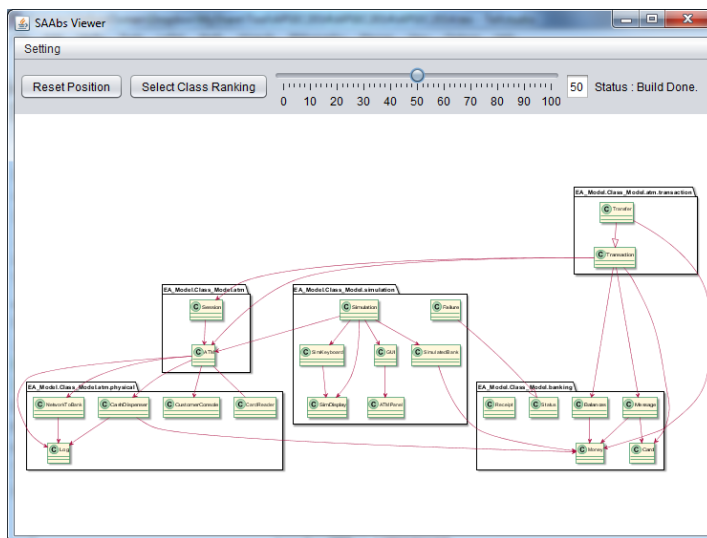 SAAbs Viewer
Setting
Reset Position
Select Class Ranking
0 10 20 30 40 50 60 70 80 90 100
50
Status : Build Done.
EA_Model.Class_Model.atm.transaction
C Transfer
C Transaction
EA_Model.Class_Model.atm
C Session
C ATM
EA_Model.Class_Model.simulation
C Simulation
C Failure
C SimKeyboard
C GUI
C SimulatedBank
C SimDisplay
C ATMPanel
EA_Model.Class_Model.atm.physical
C NetworkToBank
C CashDispenser
C CustomerConsole
C CardReader
C Log
EA_Model.Class_Model.banking
C Receipt
C Status
C Balances
C Message
C Money
C Card